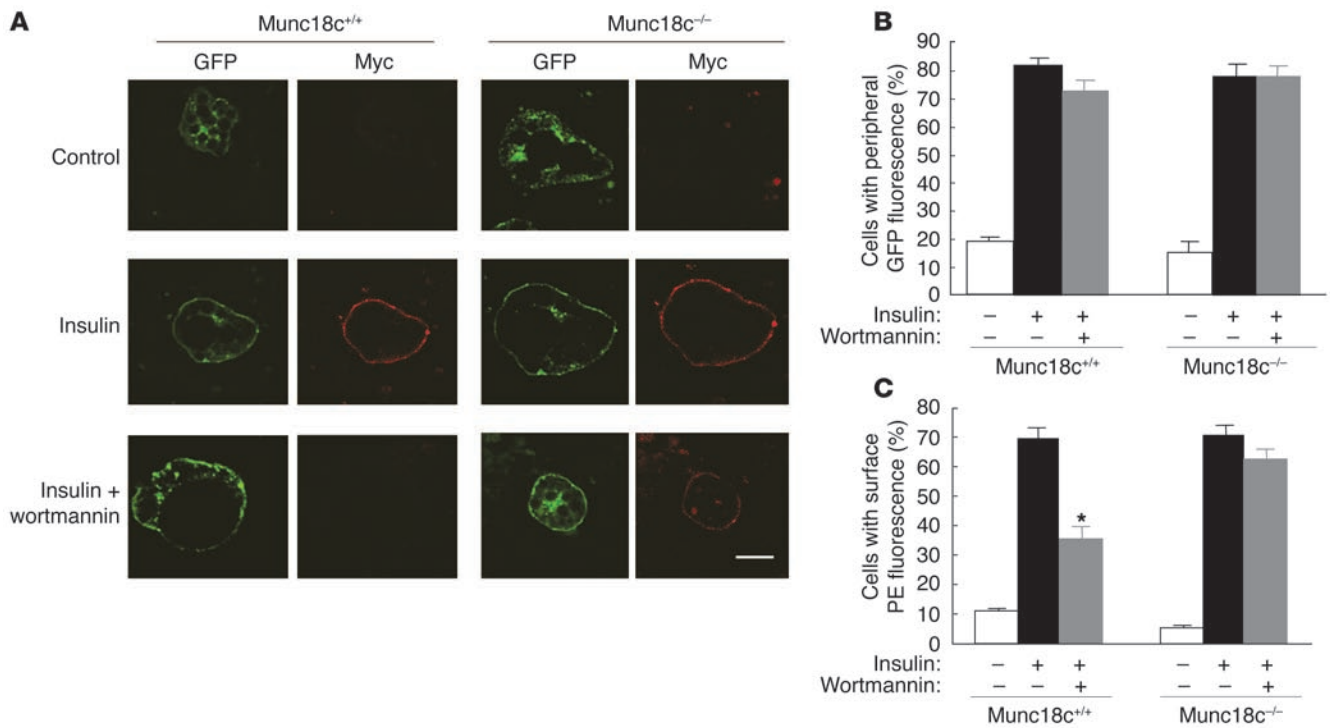 A
Munc18c+/+ Munc18c–/–
GFP Myc GFP Myc
Control
Insulin
Insulin +
wortmannin
B
Cells with peripheral
GFP fluorescence (%)
90
80
70
60
50
40
30
20
10
0
Insulin: – + + – + +
Wortmannin: – – + – – +
Munc18c+/+ Munc18c–/–
C
Cells with surface
PE fluorescence (%)
80
70
60
50
40
30
20
10
0
*
Insulin: – + + – + +
Wortmannin: – – + – – +
Munc18c+/+ Munc18c–/–